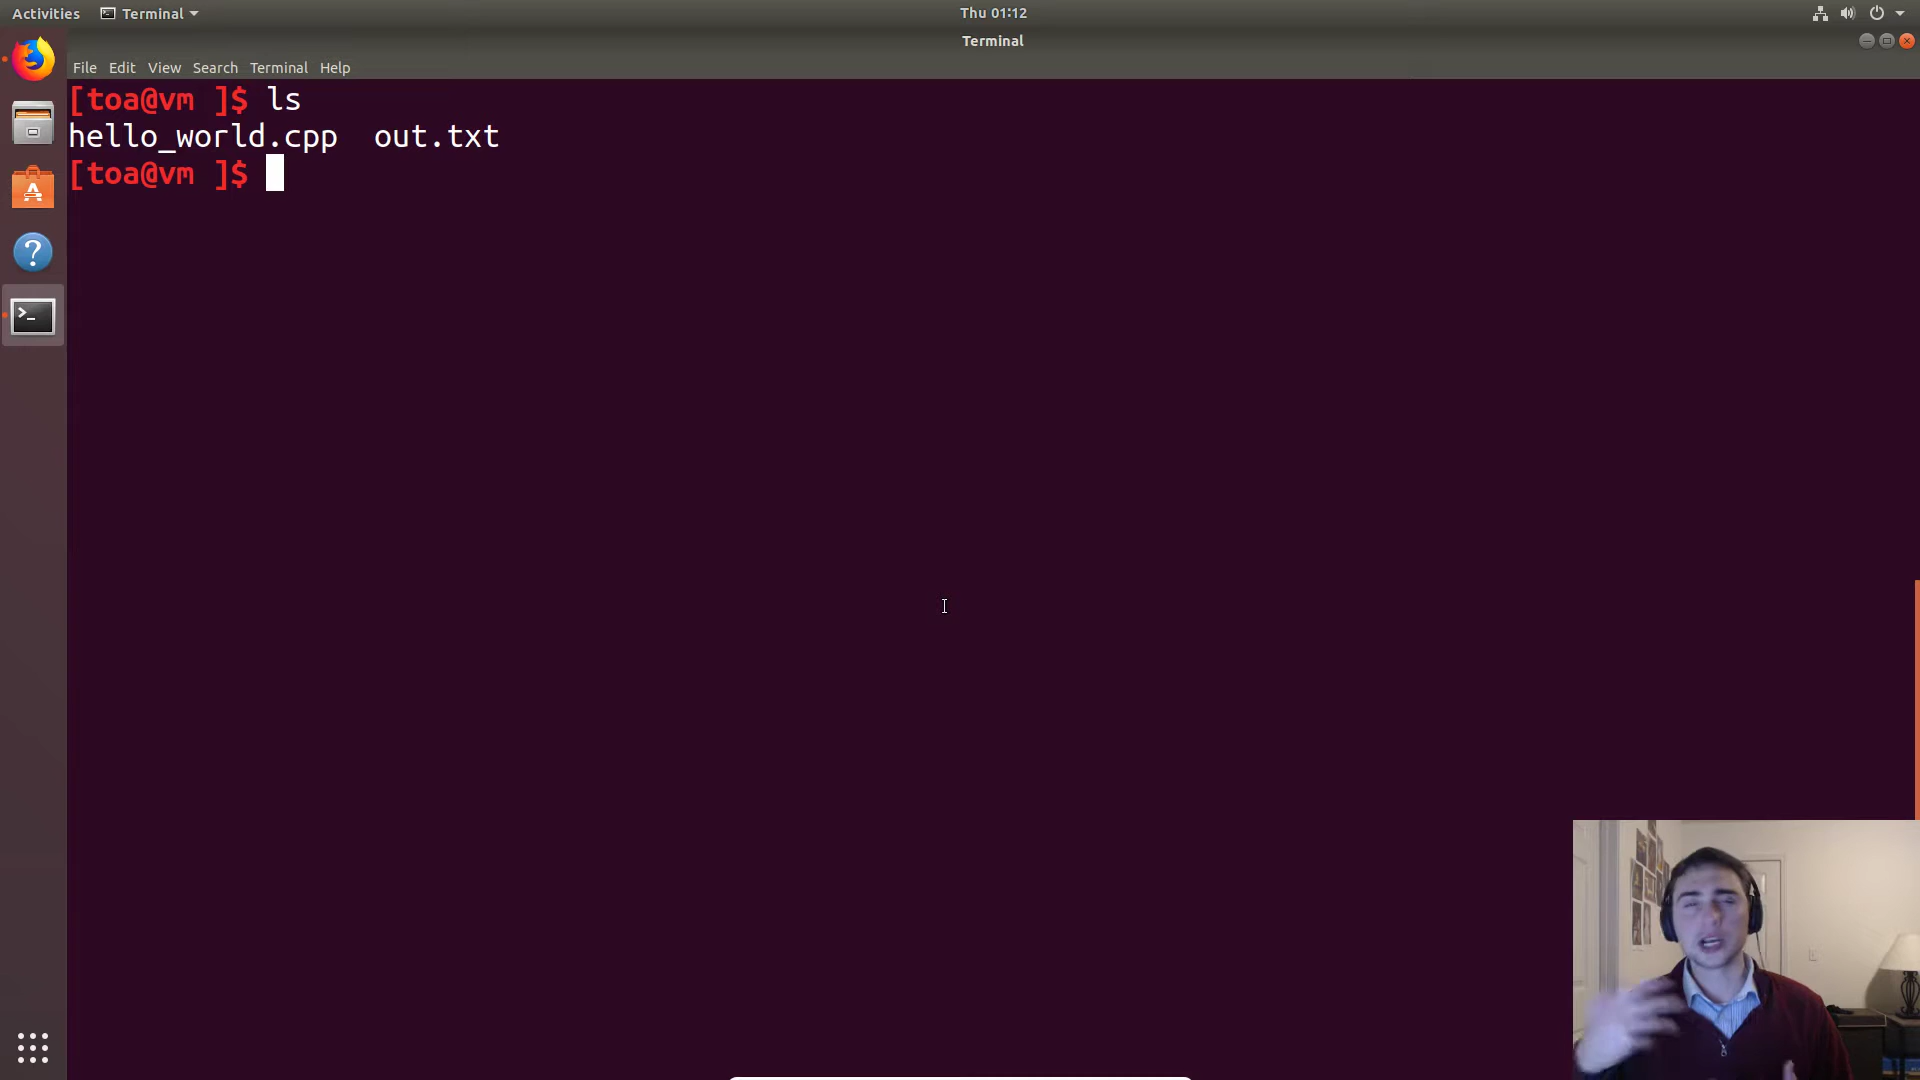 Activities Terminal Thu 01:12
Terminal
File Edit View Search Terminal Help
[toa@vm ]$ ls
hello_world.cpp out.txt
[toa@vm ]$